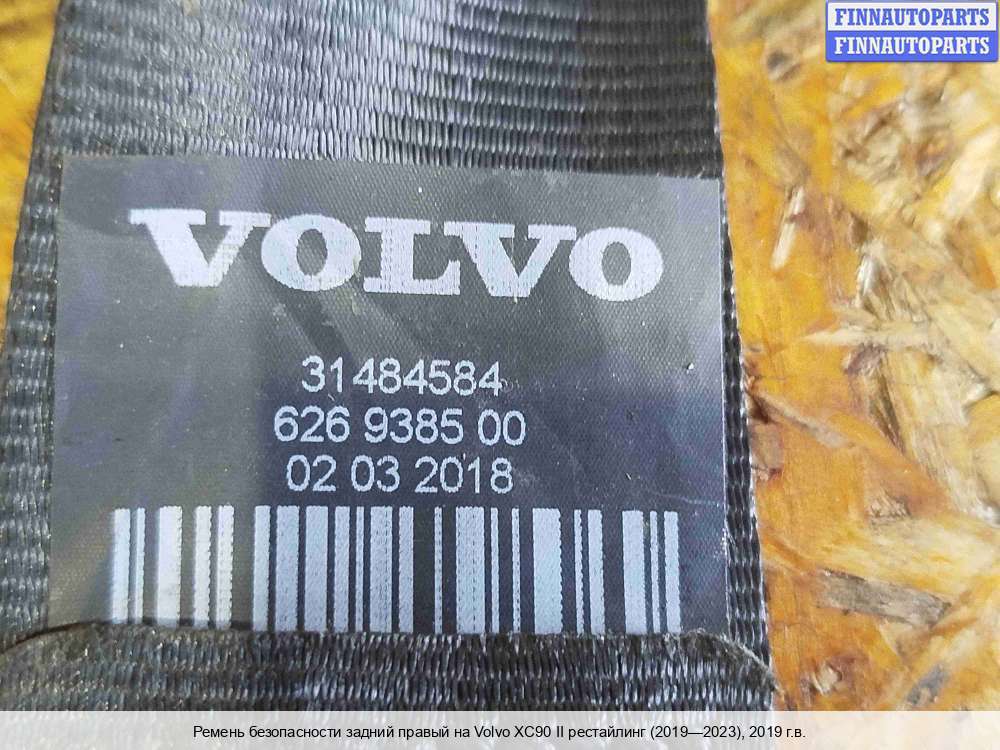 FINNAUTOPARTS
FINNAUTOPARTS
VOLVO
31484584
626 9385 00
02 03 2018
Ремень безопасности задний правый на Volvo XC90 II рестайлинг (2019—2023), 2019 г.в.